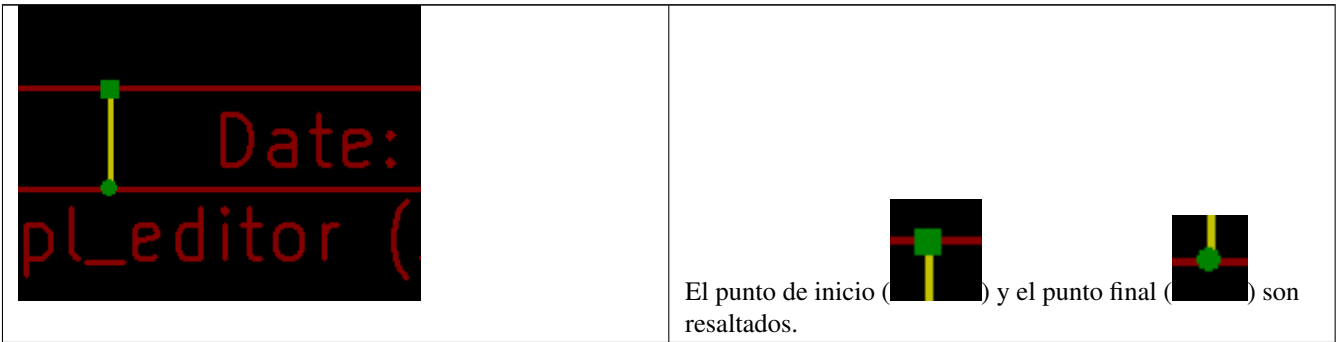 Date:
pl_editor (
El punto de inicio ( ) y el punto final ( ) son
resaltados.